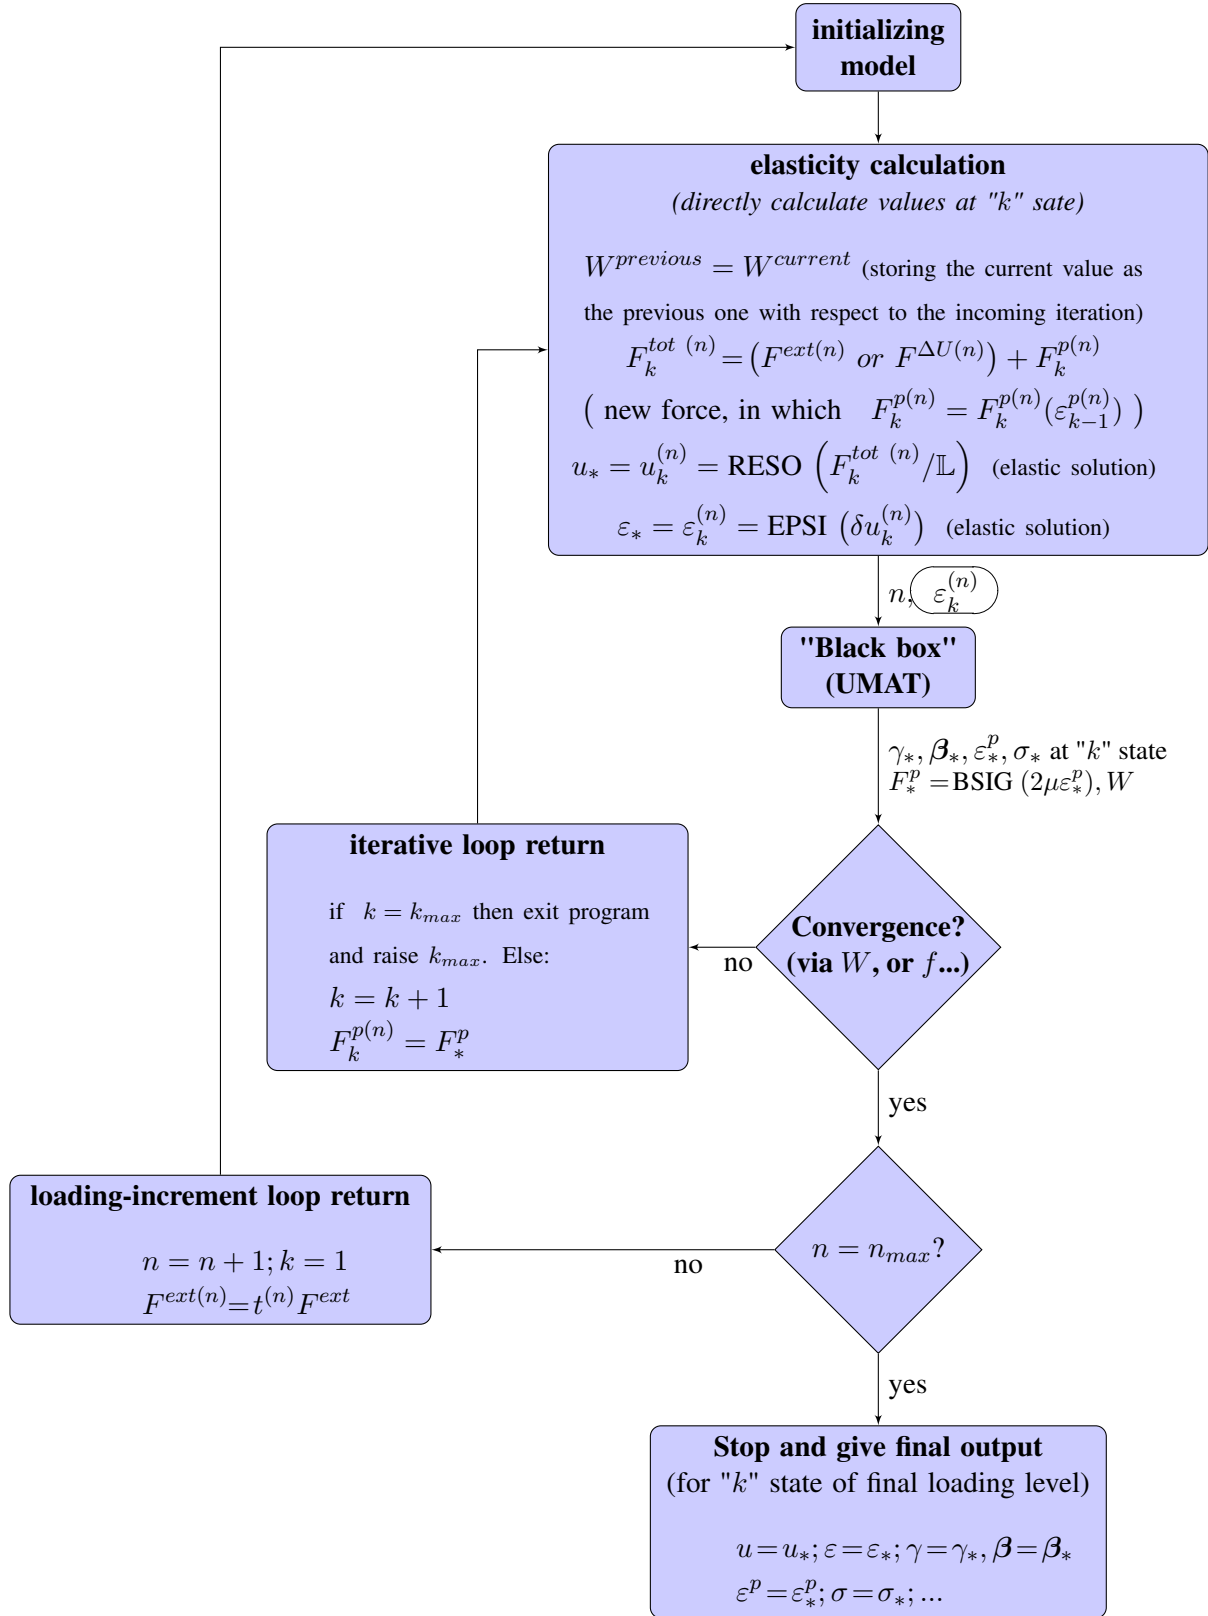 initializing
model
elasticity calculation
(directly calculate values at "k" sate)
W^{previous} = W^{current} (storing the current value as
the previous one with respect to the incoming iteration)
F_k^{tot (n)} = (F^{ext(n)} or F^{ΔU(n)}) + F_k^{p(n)}
( new force, in which F_k^{p(n)} = F_k^{p(n)}(ε_{k-1}^{p(n)}) )
u_* = u_k^{(n)} = RESO (F_k^{tot (n)}/𝕃) (elastic solution)
ε_* = ε_k^{(n)} = EPSI (δu_k^{(n)}) (elastic solution)
n, ε_k^{(n)}
"Black box"
(UMAT)
γ_*, β_*, ε_*^p, σ_* at "k" state
F_*^p = BSIG (2με_*^p), W
iterative loop return
if k = k_{max} then exit program
and raise k_{max}. Else:
k = k + 1
F_k^{p(n)} = F_*^p
Convergence?
(via W, or f...)
no
yes
loading-increment loop return
n = n + 1; k = 1
F^{ext(n)} = t^{(n)} F^{ext}
n = n_{max}?
no
yes
Stop and give final output
(for "k" state of final loading level)
u = u_*; ε = ε_*; γ = γ_*, β = β_*
ε^p = ε_*^p; σ = σ_*; ...